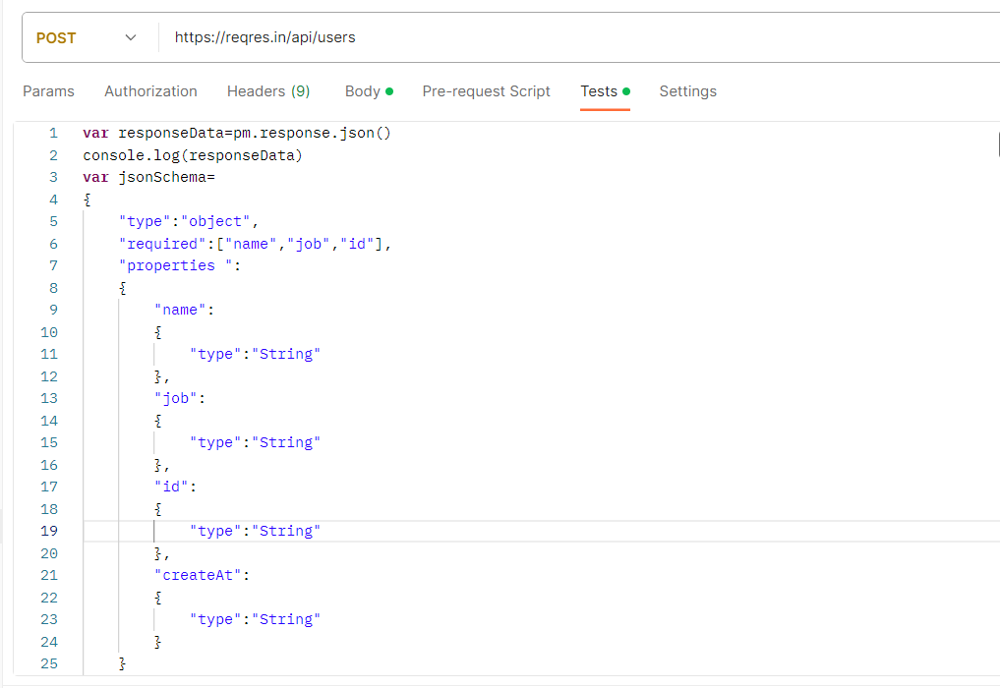 POST https://reqres.in/api/users
Params Authorization Headers (9) Body Pre-request Script Tests Settings
1 var responseData=pm.response.json()
2 console.log(responseData)
3 var jsonSchema=
4 {
5 "type":"object",
6 "required":["name","job","id"],
7 "properties ":
8 {
9 "name":
10 {
11 "type":"String"
12 },
13 "job":
14 {
15 "type":"String"
16 },
17 "id":
18 {
19 "type":"String"
20 },
21 "createAt":
22 {
23 "type":"String"
24 }
25 }